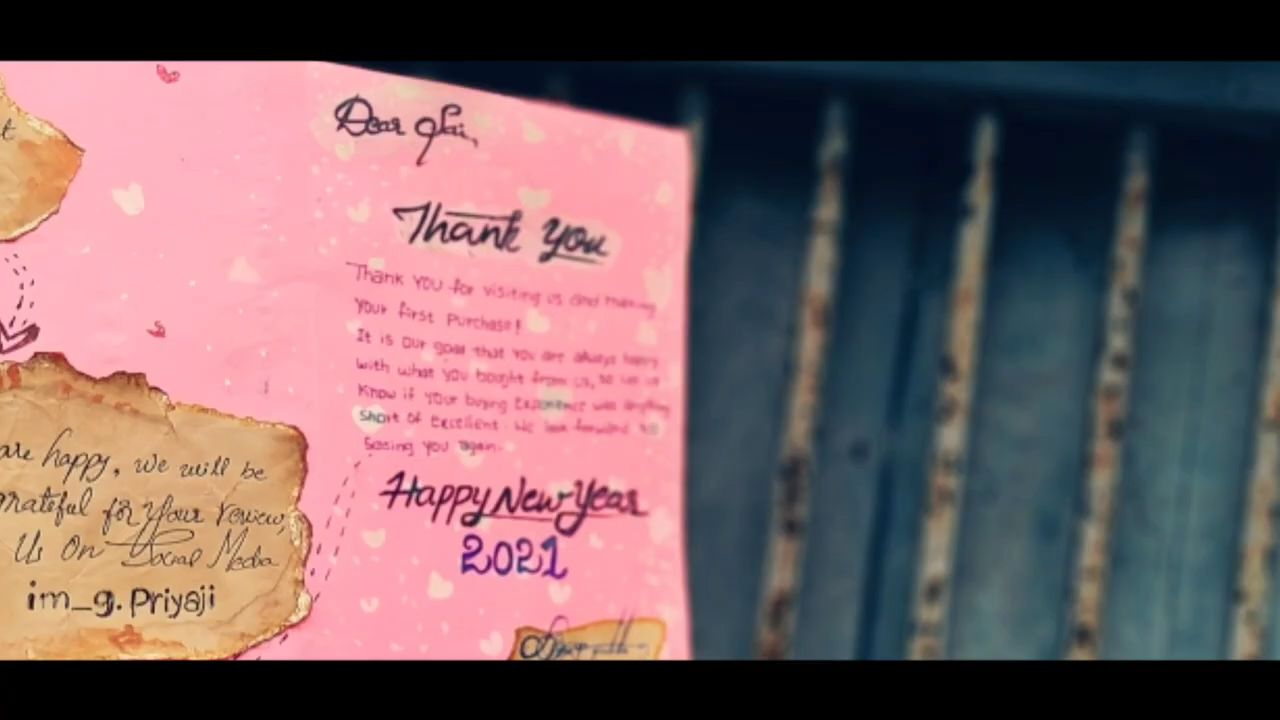 t
are happy, we will be
grateful for your review,
Us On Social Media
im_g.Priyaji
Dear
Thank you
Thank you for visiting us and making
your first purchase!
It is our goal that you are always happy
with what you bought from us, so let us
know if your buying Experience was anything
short of Excellent. We look forward to
Seeing you again.
Happy New Year
2021